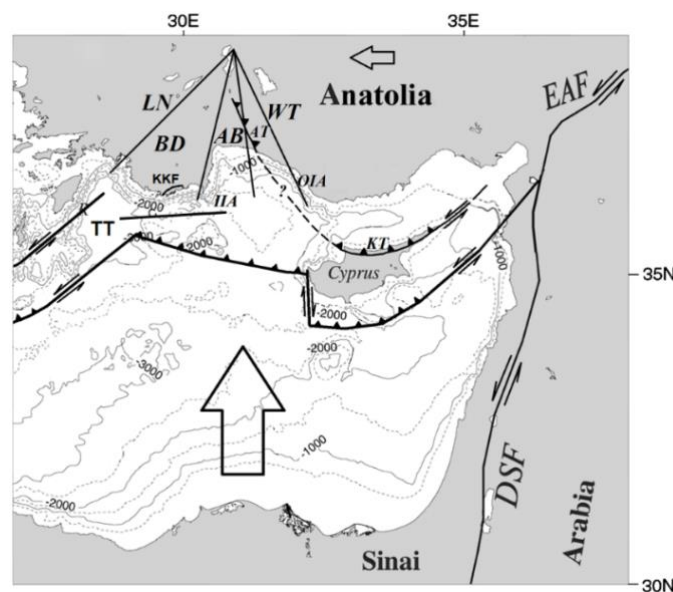 30E 35E
LN
WT
Anatolia
EAF
BD
AB
AT
-1000
KKF
OIA
-2000
IIA
?
TT
KT
-2000
-1000
Cyprus
35N
-2000
-2000
-3000
-1000
-2000
DSF
Arabia
Sinai
30N